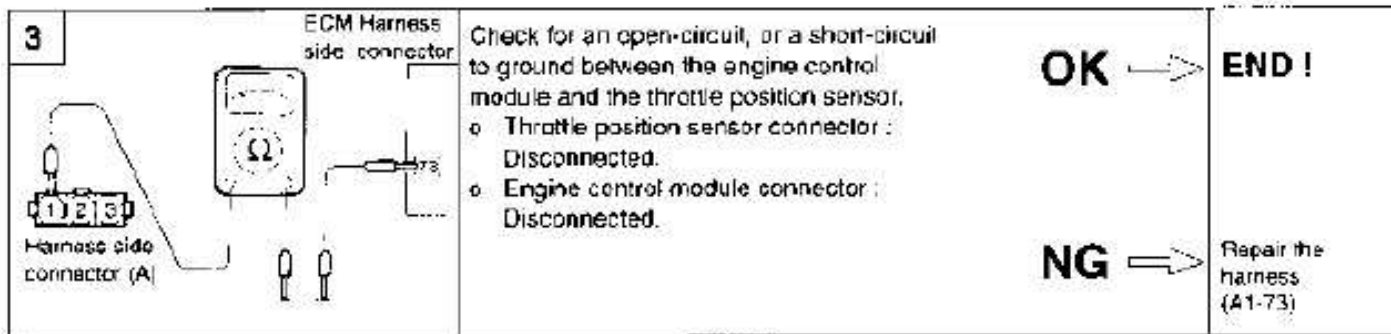 3
ECM Harness
side connector
Ω
73
1 2 3
Harness side
connector (A)
Check for an open-circuit, or a short-circuit
to ground between the engine control
module and the throttle position sensor.
o Throttle position sensor connector :
Disconnected.
o Engine control module connector :
Disconnected.
OK
END !
NG
Repair the
harness
(A1-73)